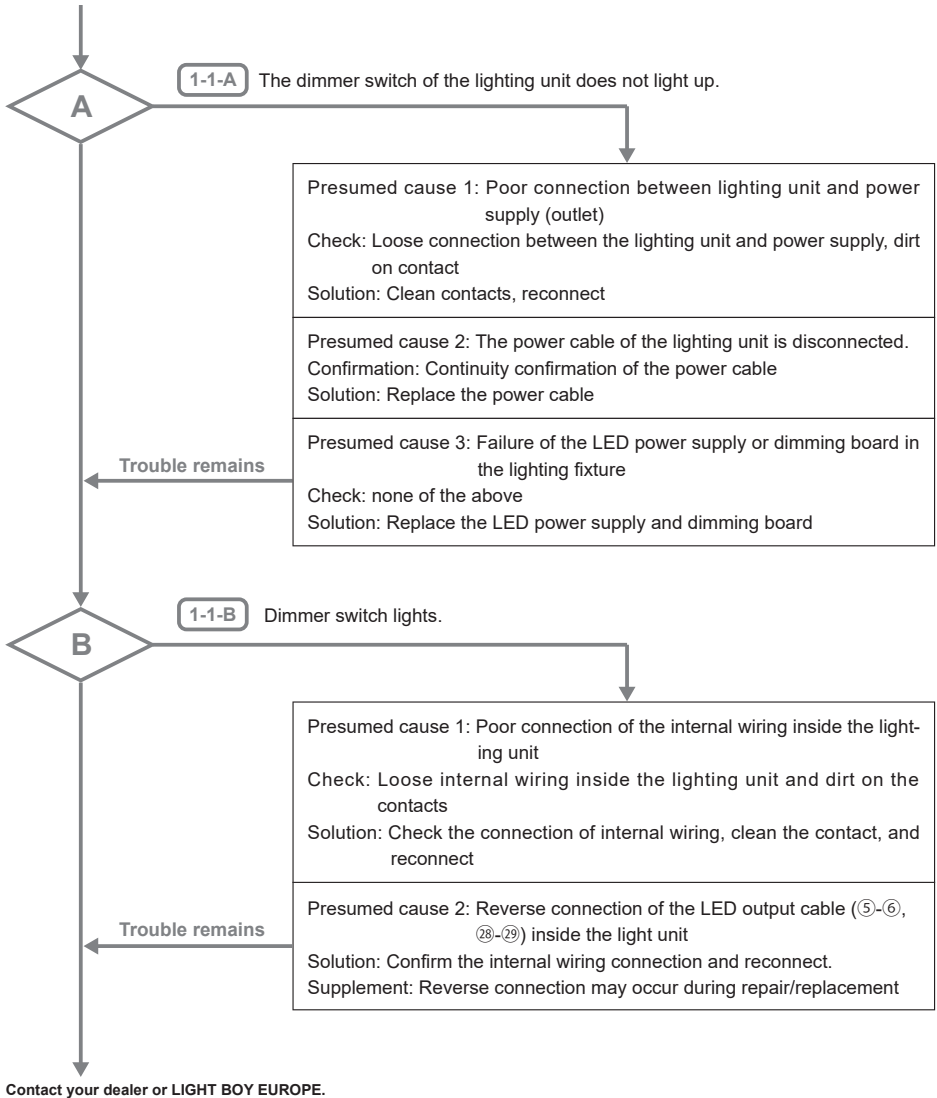 A
1-1-A The dimmer switch of the lighting unit does not light up.
Presumed cause 1: Poor connection between lighting unit and power
supply (outlet)
Check: Loose connection between the lighting unit and power supply, dirt
on contact
Solution: Clean contacts, reconnect
Presumed cause 2: The power cable of the lighting unit is disconnected.
Confirmation: Continuity confirmation of the power cable
Solution: Replace the power cable
Presumed cause 3: Failure of the LED power supply or dimming board in
the lighting fixture
Check: none of the above
Solution: Replace the LED power supply and dimming board
Trouble remains
B
1-1-B Dimmer switch lights.
Presumed cause 1: Poor connection of the internal wiring inside the light-
ing unit
Check: Loose internal wiring inside the lighting unit and dirt on the
contacts
Solution: Check the connection of internal wiring, clean the contact, and
reconnect
Presumed cause 2: Reverse connection of the LED output cable (⑤-⑥,
㉘-㉙) inside the light unit
Solution: Confirm the internal wiring connection and reconnect.
Supplement: Reverse connection may occur during repair/replacement
Trouble remains
Contact your dealer or LIGHT BOY EUROPE.